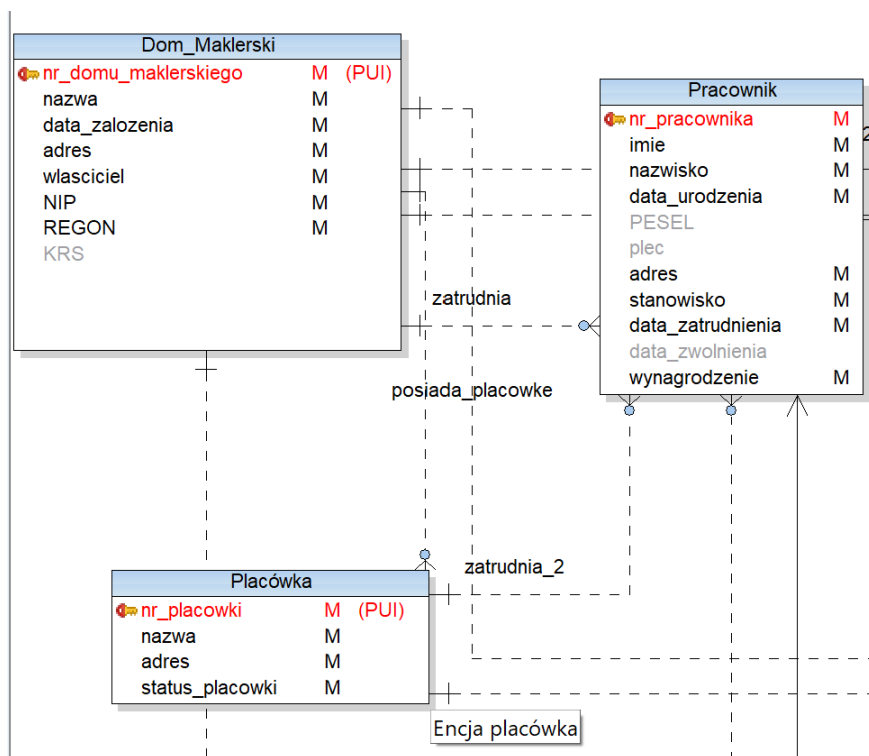 Dom_Maklerski
nr_domu_maklerskiego M (PUI)
nazwa M
data_zalozenia M
adres M
wlasciciel M
NIP M
REGON M
KRS
Pracownik
nr_pracownika M
imie M
nazwisko M
data_urodzenia M
PESEL
plec
adres M
stanowisko M
data_zatrudnienia M
data_zwolnienia
wynagrodzenie M
2
zatrudnia
posiada_placowke
zatrudnia_2
Placówka
nr_placowki M (PUI)
nazwa M
adres M
status_placowki M
Encja placówka